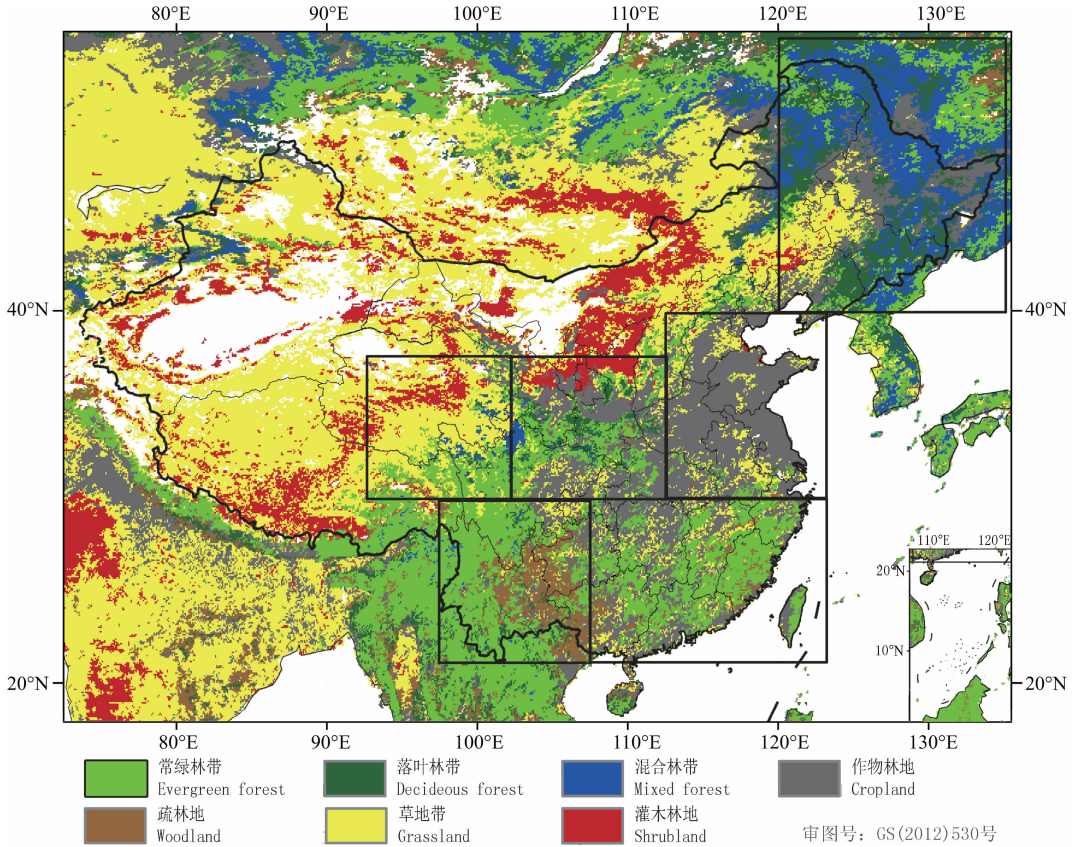 80°E 90°E 100°E 110°E 120°E 130°E
40°N 40°N
110°E 120°E
20°N
10°N
20°N 20°N
80°E 90°E 100°E 110°E 120°E 130°E
常绿林带 落叶林带 混合林带 作物林地
Evergreen forest Decideous forest Mixed forest Cropland
疏林地 草地带 灌木林地
Woodland Grassland Shrubland
审图号：GS(2012)530号